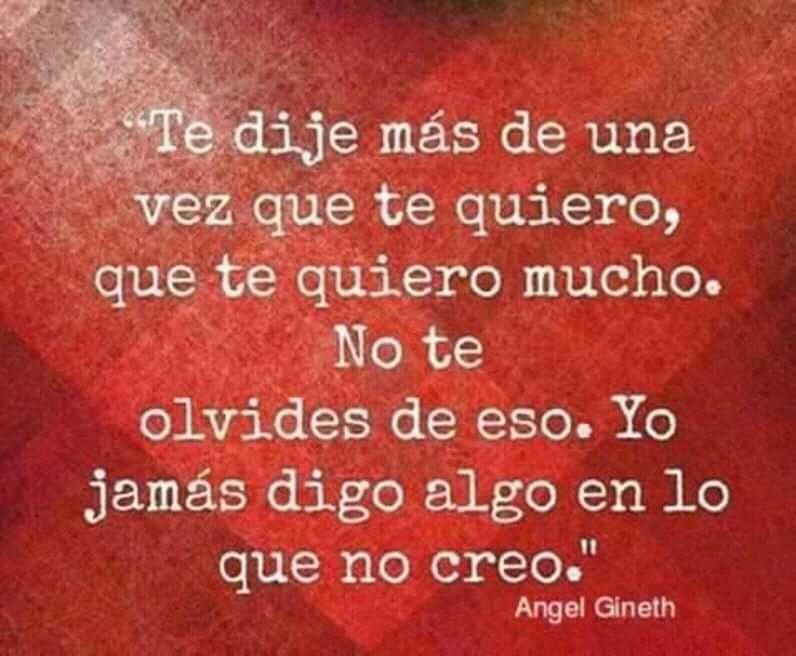 “Te dije más de una
vez que te quiero,
que te quiero mucho.
No te
olvides de eso. Yo
jamás digo algo en lo
que no creo."
Angel Gineth